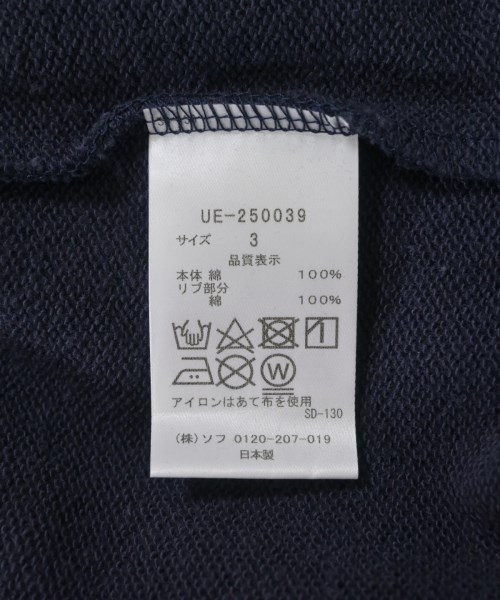 UE-250039
サイズ 3
品質表示
本体 綿 100%
リブ部分
綿 100%
W
アイロンはあて布を使用
SD-130
(株)ソフ 0120-207-019
日本製